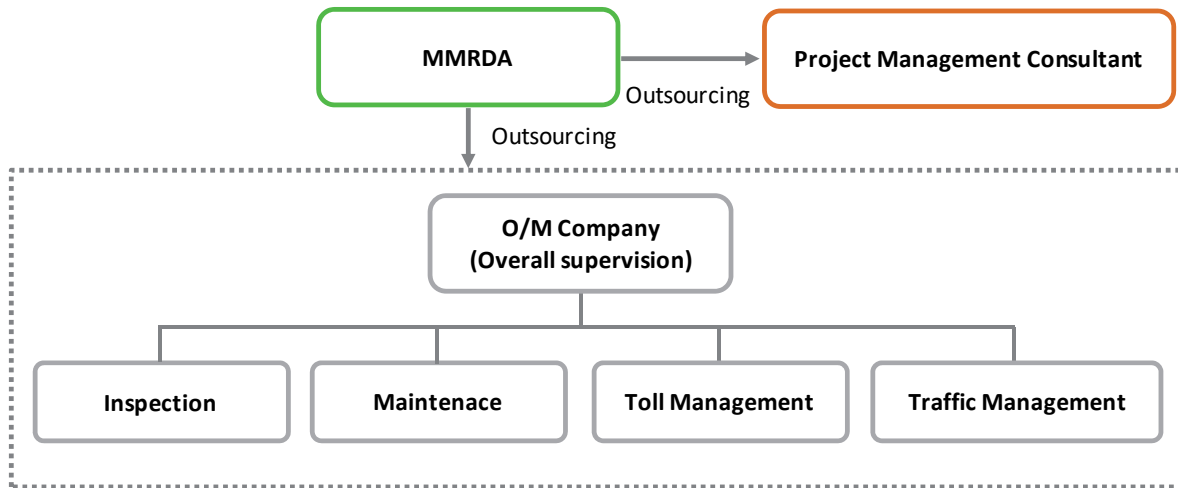 MMRDA
Project Management Consultant
Outsourcing
Outsourcing
O/M Company
(Overall supervision)
Inspection
Maintenace
Toll Management
Traffic Management